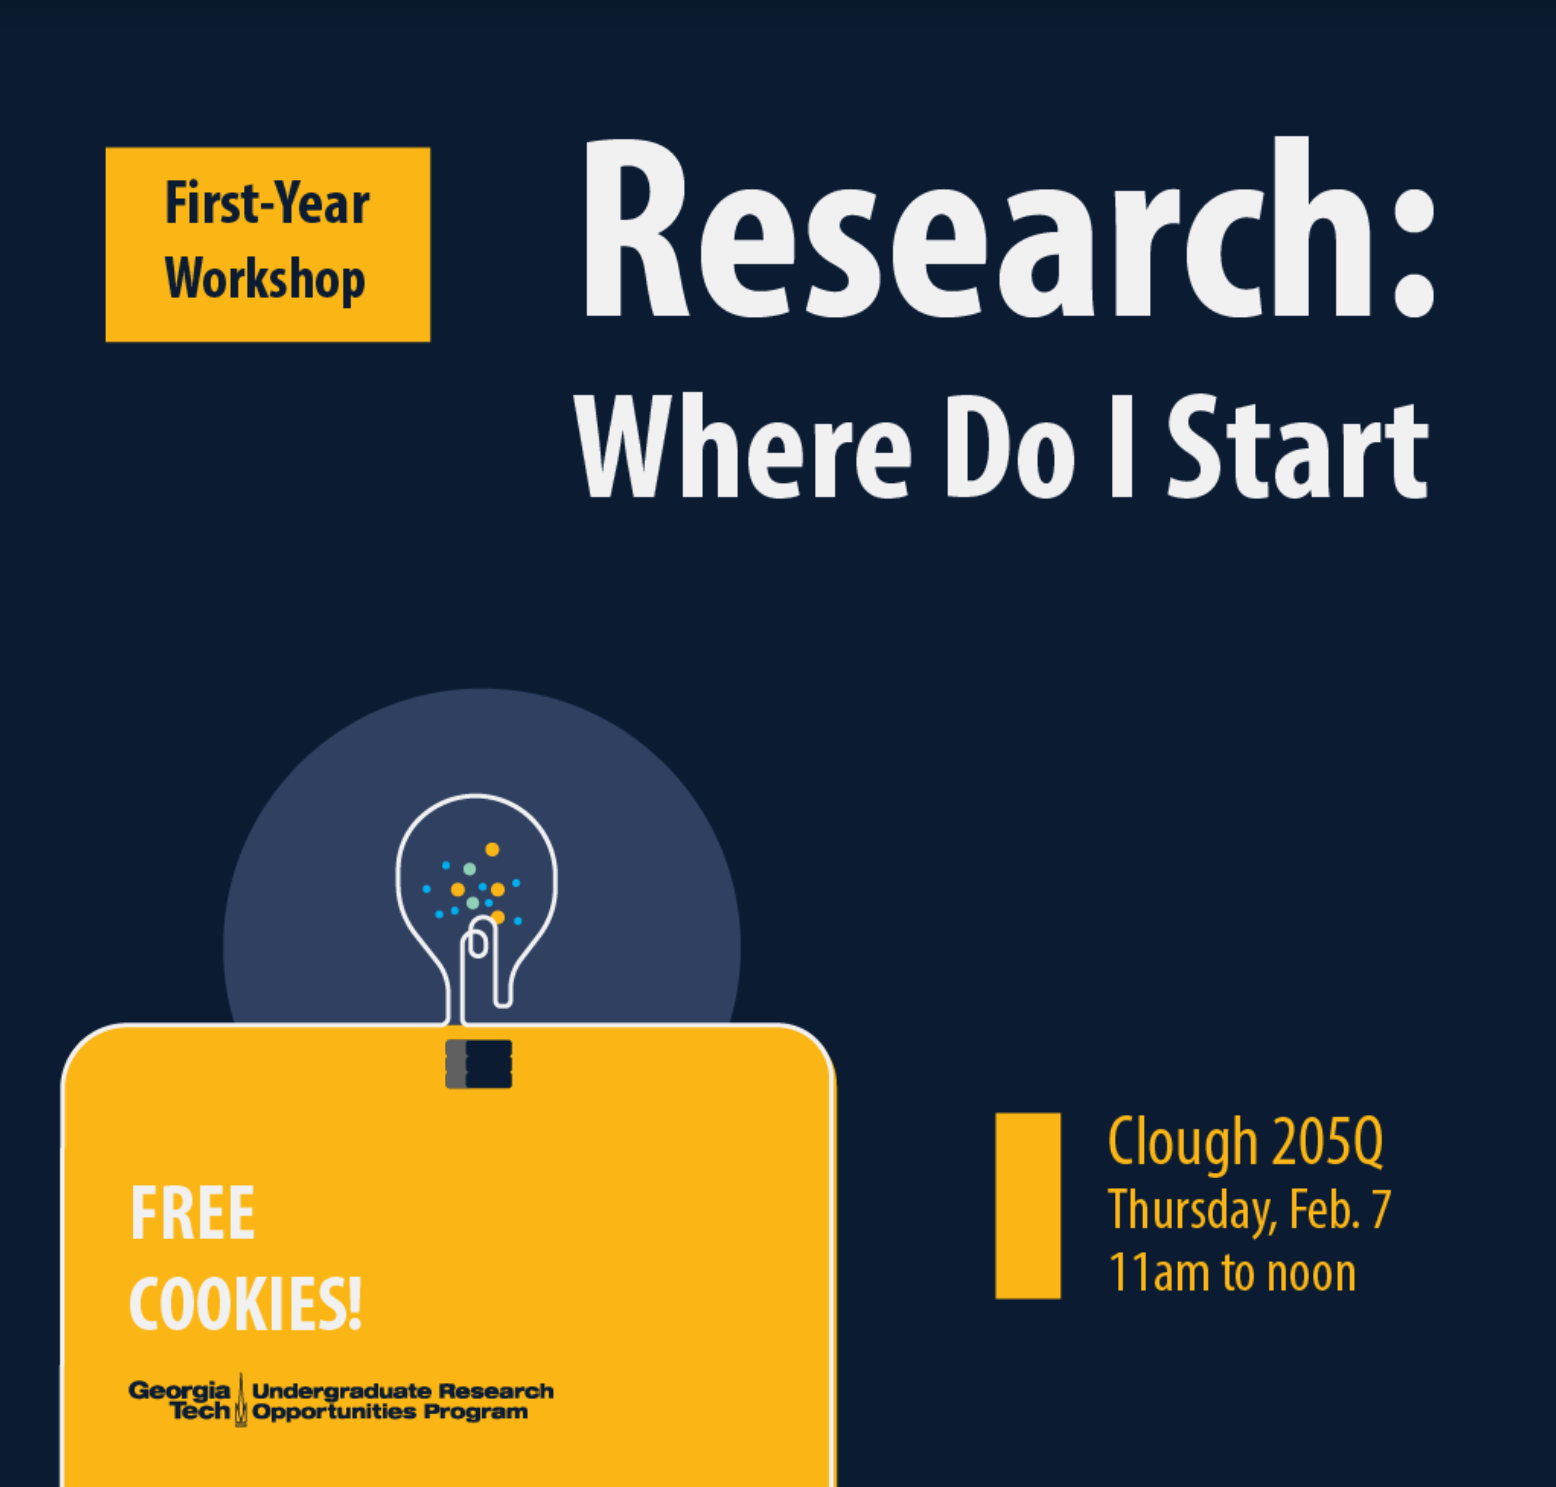 First-Year
Workshop
Research:
Where Do I Start
FREE
COOKIES!
Georgia
Tech
Undergraduate Research
Opportunities Program
Clough 205Q
Thursday, Feb. 7
11am to noon